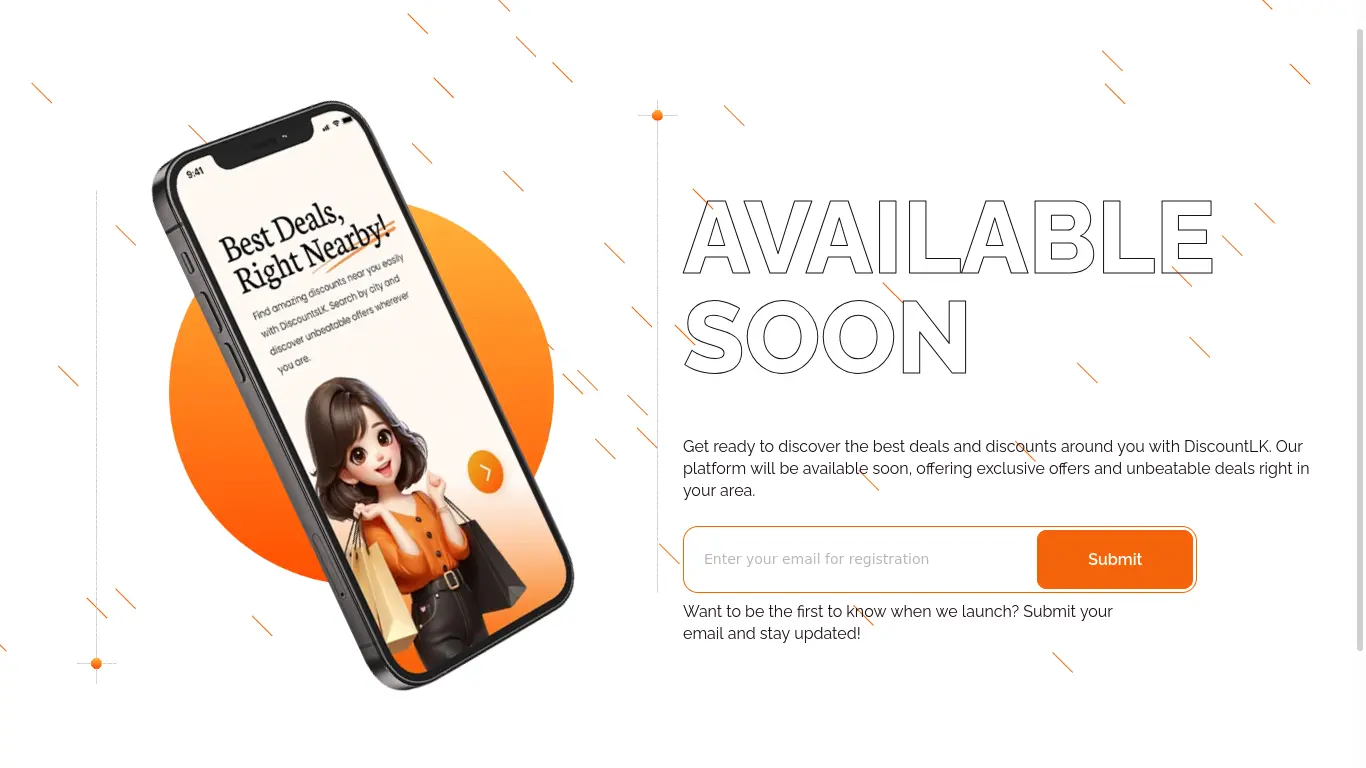 9:41
Best Deals,
Right Nearby!
Find amazing discounts near you easily
with DiscountsLK. Search by city and
discover unbeatable offers wherever
you are.
AVAILABLE
SOON
Get ready to discover the best deals and discounts around you with DiscountLK. Our
platform will be available soon, offering exclusive offers and unbeatable deals right in
your area.
Enter your email for registration
Submit
Want to be the first to know when we launch? Submit your
email and stay updated!